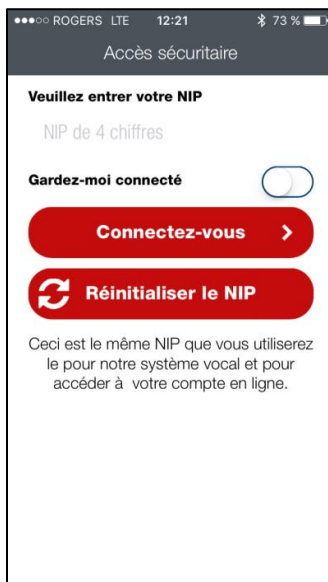 ROGERS LTE 12:21 73 %
Accès sécuritaire
Veuillez entrer votre NIP
NIP de 4 chiffres
Gardez-moi connecté
Connectez-vous
Réinitialiser le NIP
Ceci est le même NIP que vous utiliserez
le pour notre système vocal et pour
accéder à votre compte en ligne.